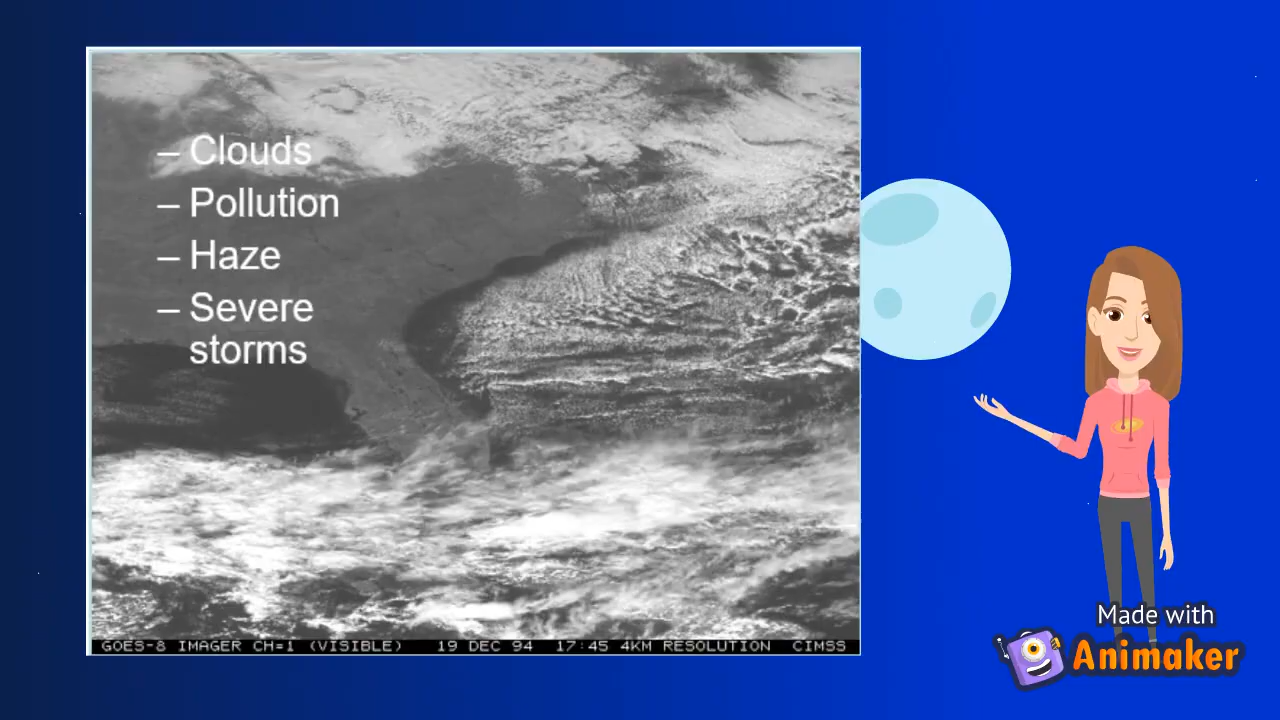 – Clouds
– Pollution
– Haze
– Severe
storms
GOES-8 IMAGER CH=1 (VISIBLE) 19 DEC 94 17:45 4KM RESOLUTION CIMSS
Made with
Animaker